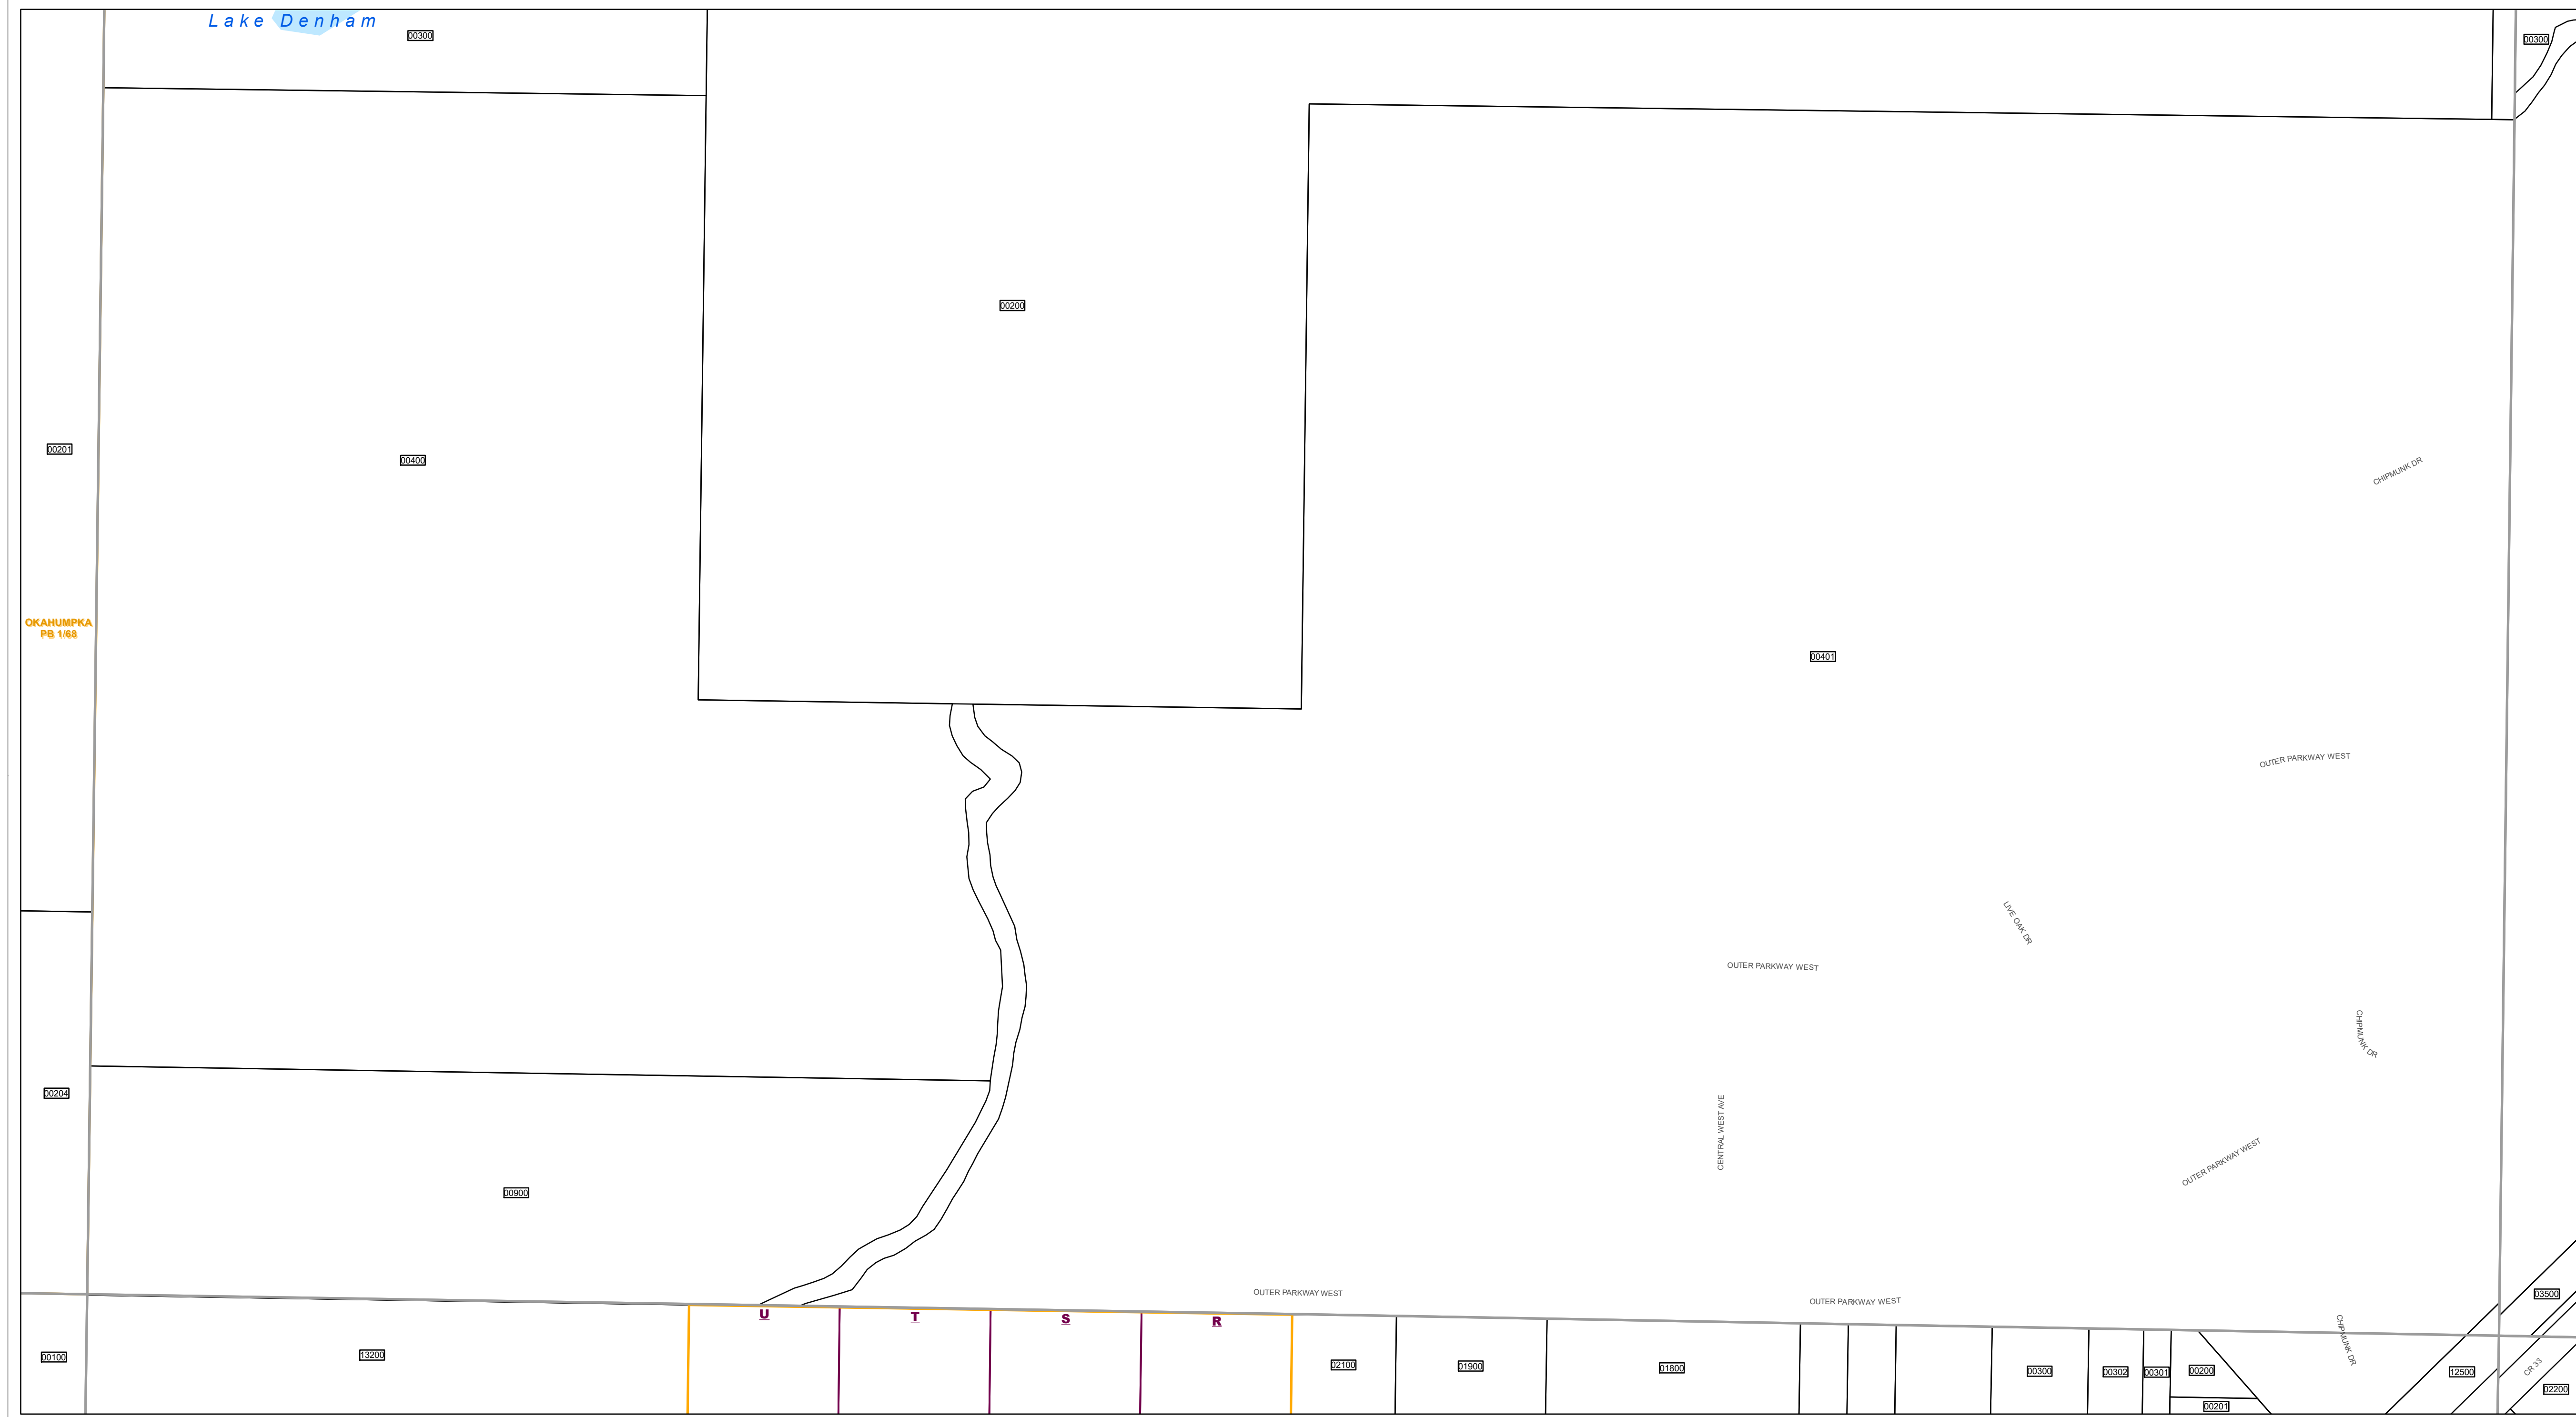 Lake Denham
00300
00300
00200
00201
00400
CHIPMUNK DR
OKAHUMPKA
PB 1/68
00401
OUTER PARKWAY WEST
LIVE OAK DR
OUTER PARKWAY WEST
CHIPMUNK DR
00204
CENTRAL WEST AVE
OUTER PARKWAY WEST
00900
OUTER PARKWAY WEST
OUTER PARKWAY WEST
03500
U
T
S
R
CHIPMUNK DR
00100
13200
02100
01900
01800
00300
00302
00301
00200
12500
CR 33
02200
00201